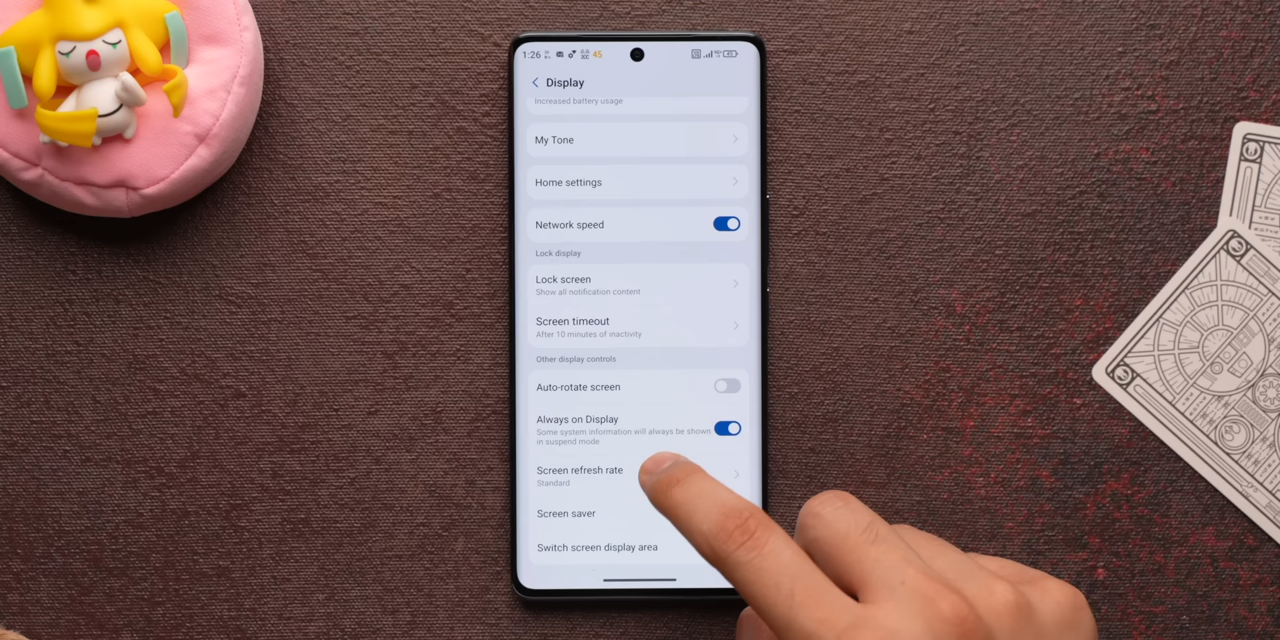 1:26 45
Display
Increased battery usage
My Tone
Home settings
Network speed
Lock display
Lock screen
Show all notification content
Screen timeout
After 10 minutes of inactivity
Other display controls
Auto-rotate screen
Always on Display
Some system information will always be shown
in suspend mode
Screen refresh rate
Standard
Screen saver
Switch screen display area